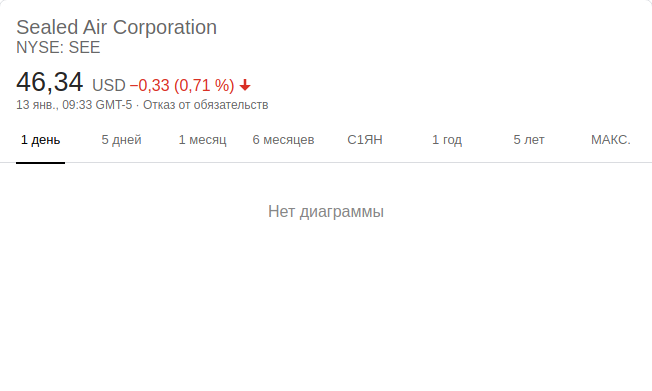 Sealed Air Corporation
NYSE: SEE
46,34 USD −0,33 (0,71 %)
13 янв., 09:33 GMT-5 · Отказ от обязательств
1 день 5 дней 1 месяц 6 месяцев С1ЯН 1 год 5 лет МАКС.
Нет диаграммы